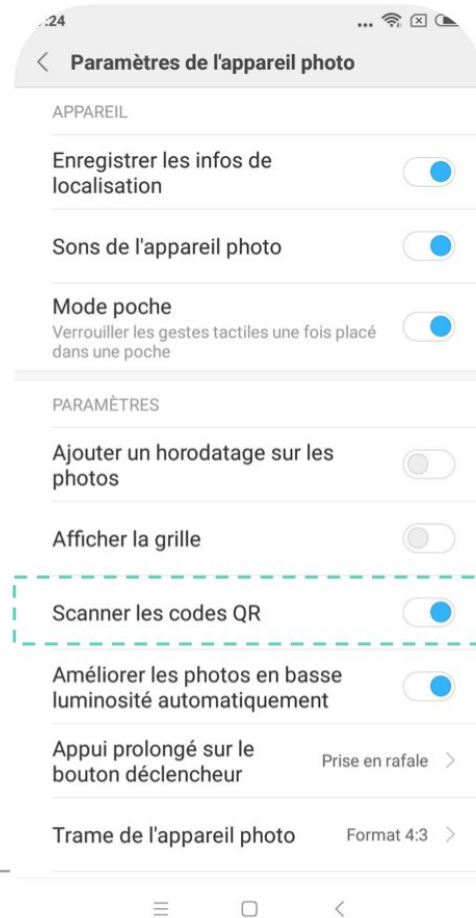 :24 ...
Paramètres de l'appareil photo
APPAREIL
Enregistrer les infos de
localisation
Sons de l'appareil photo
Mode poche
Verrouiller les gestes tactiles une fois placé
dans une poche
PARAMÈTRES
Ajouter un horodatage sur les
photos
Afficher la grille
Scanner les codes QR
Améliorer les photos en basse
luminosité automatiquement
Appui prolongé sur le
bouton déclencheur
Prise en rafale
Trame de l'appareil photo
Format 4:3